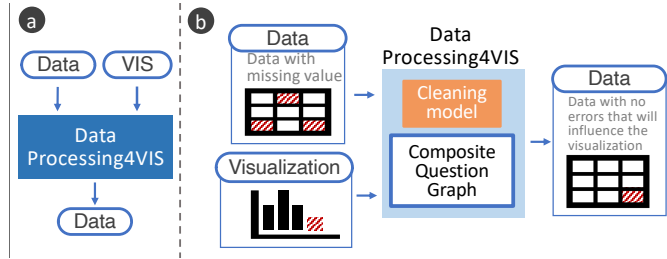 a
Data
VIS
Data
Processing4VIS
Data
b
Data
Data with
missing value
Visualization
Data
Processing4VIS
Cleaning
model
Composite
Question
Graph
Data
Data with no
errors that will
influence the
visualization